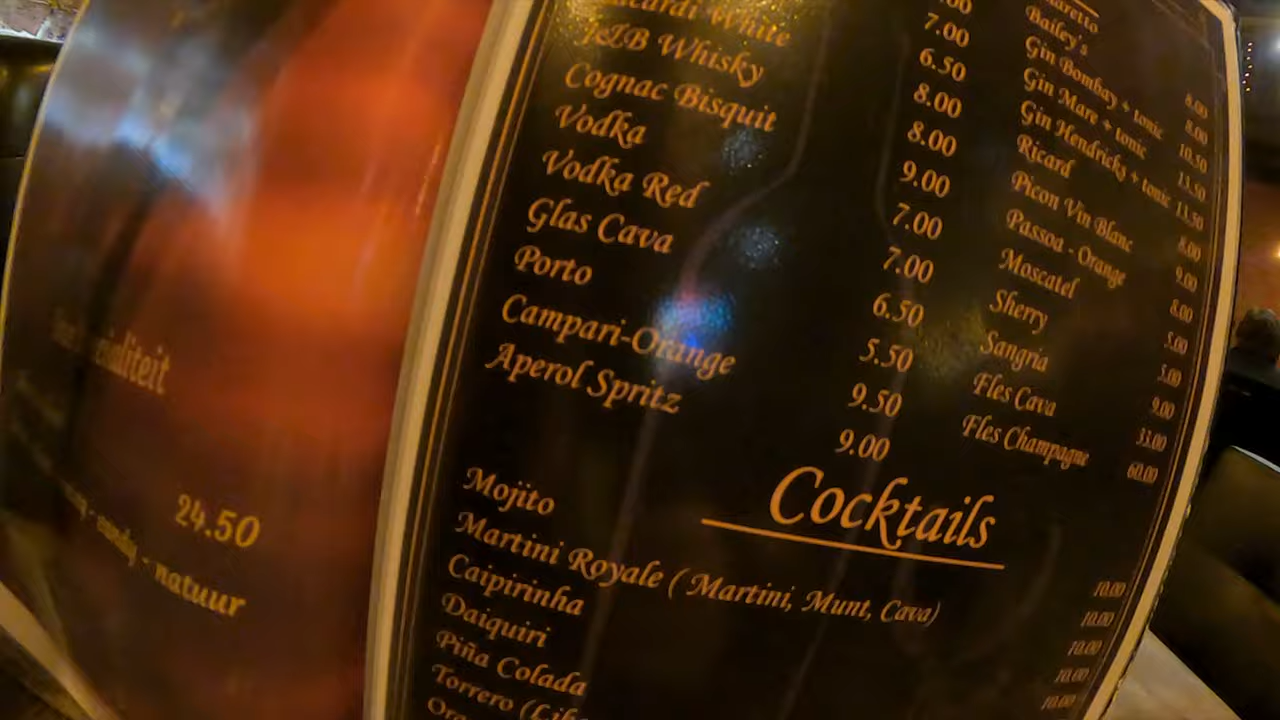 24.50
natuur
7.00
6.50
White 8.00
J&B Whisky 8.00
Cognac Bisquit 9.00
Vodka 7.00
Vodka Red 7.00
Glas Cava 6.50
Porto 5.50
Campari-Orange 9.50
Aperol Spritz 9.00
Bailey's 8.00
Gin Bombay + tonic 10.50
Gin Mare + tonic 13.50
Gin Hendricks + tonic 11.50
Ricard 8.00
Picon Vin Blanc 9.00
Passoa - Orange 8.00
Moscatel 5.00
Sherry 5.00
Sangria 9.00
Fles Cava 33.00
Fles Champagne 60.00
Cocktails
Mojito 10.00
Martini Royale ( Martini, Munt, Cava) 10.00
Caipirinha 10.00
Daiquiri 10.00
Piña Colada 10.00
Torrero